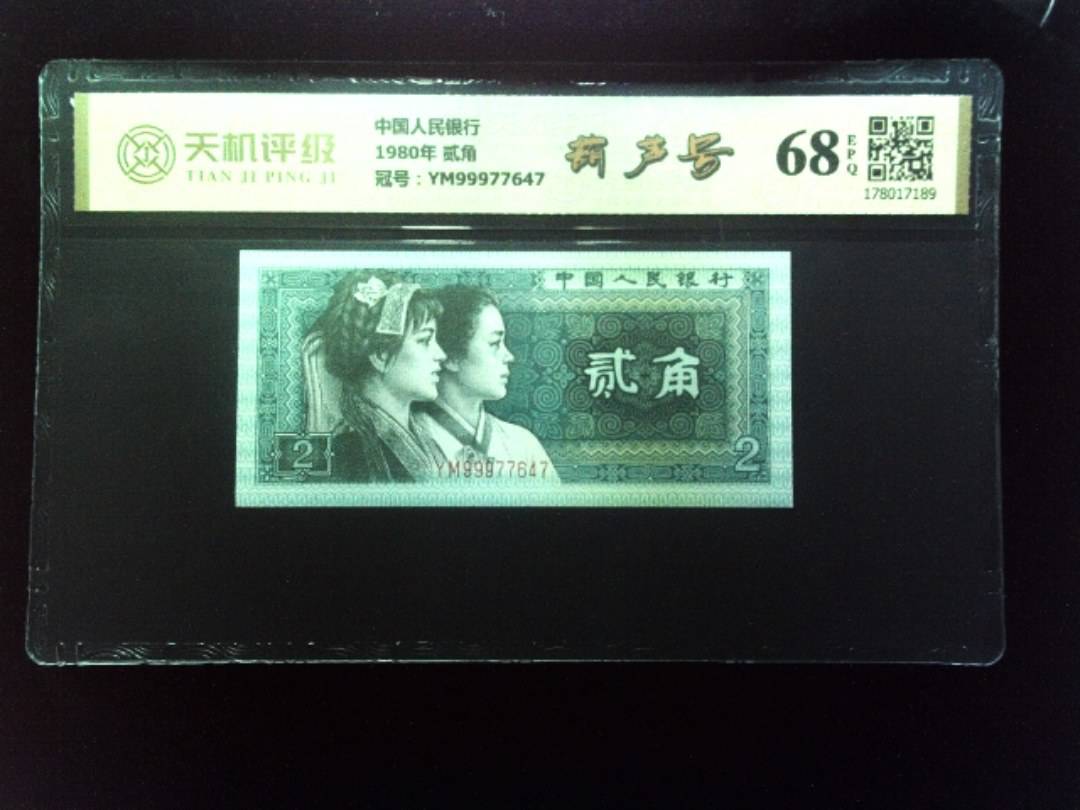 天机评级
TIAN JI PING JI
中国人民银行
1980年 贰角
冠号：YM99977647
葫芦号
68
EPQ
178017189
中国人民银行
贰角
2
YM99977647
2